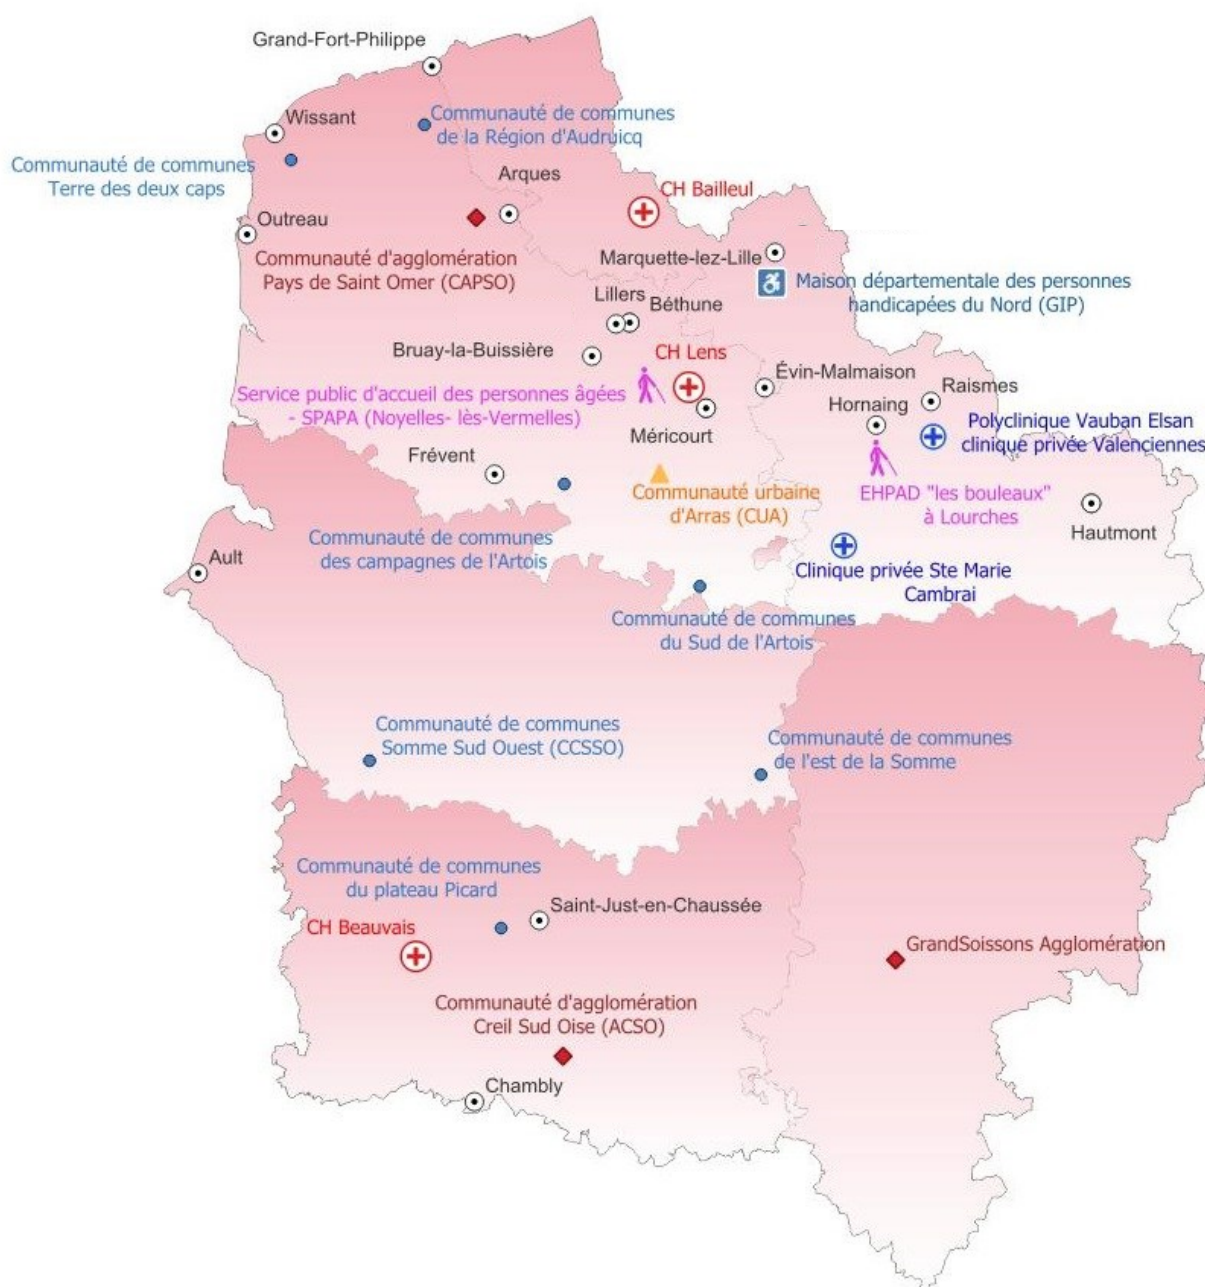 Grand-Fort-Philippe
Wissant
Communauté de communes
de la Région d'Audruicq
Communauté de communes
Terre des deux caps
Arques
CH Bailleul
Outreau
Communauté d'agglomération
Pays de Saint Omer (CAPSO)
Marquette-lez-Lille
Maison départementale des personnes
handicapées du Nord (GIP)
Lillers
Béthune
Bruay-la-Buissière
CH Lens
Évin-Malmaison
Raismes
Service public d'accueil des personnes âgées
- SPAPA (Noyelles- lès-Vermelles)
Hornaing
Méricourt
Polyclinique Vauban Elsan
clinique privée Valenciennes
Frévent
Communauté urbaine
d'Arras (CUA)
EHPAD "les bouleaux"
à Lourches
Hautmont
Communauté de communes
des campagnes de l'Artois
Ault
Clinique privée Ste Marie
Cambrai
Communauté de communes
du Sud de l'Artois
Communauté de communes
Somme Sud Ouest (CCSSO)
Communauté de communes
de l'est de la Somme
Communauté de communes
du plateau Picard
Saint-Just-en-Chaussée
CH Beauvais
GrandSoissons Agglomération
Communauté d'agglomération
Creil Sud Oise (ACSO)
Chambly